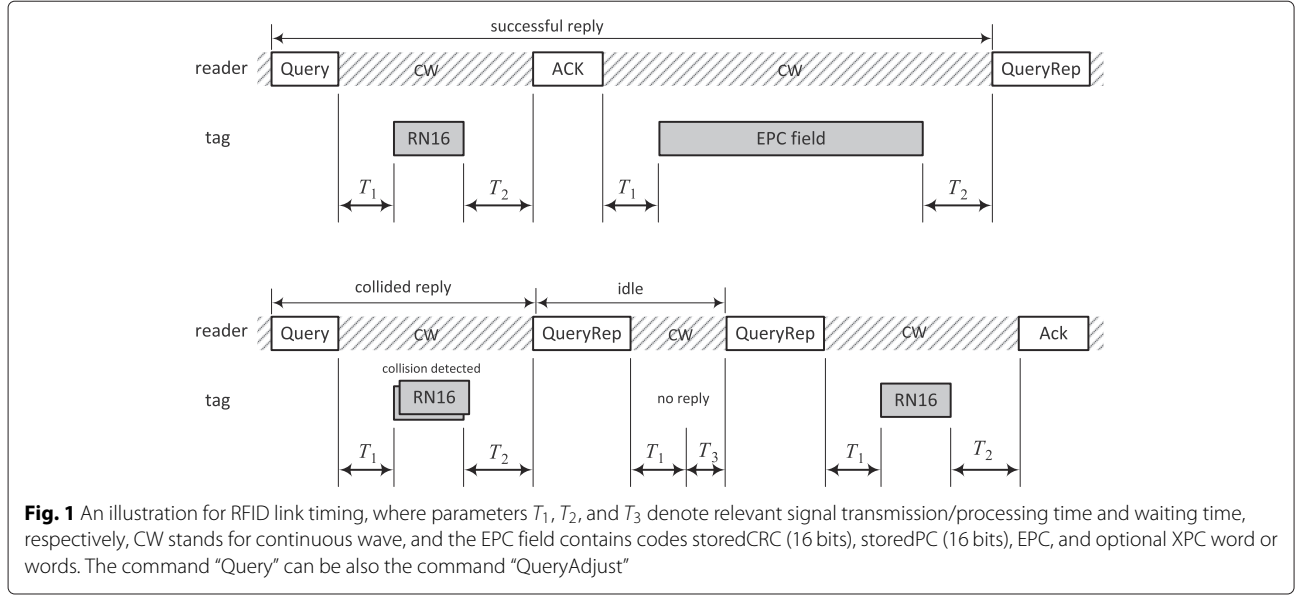 successful reply
reader Query CW ACK CW QueryRep
tag RN16 EPC field
T1 T2 T1 T2
collided reply idle
reader Query CW QueryRep CW QueryRep CW Ack
collision detected
tag RN16 no reply RN16
T1 T2 T1 T3 T1 T2
Fig. 1 An illustration for RFID link timing, where parameters T1, T2, and T3 denote relevant signal transmission/processing time and waiting time,
respectively, CW stands for continuous wave, and the EPC field contains codes storedCRC (16 bits), storedPC (16 bits), EPC, and optional XPC word or
words. The command “Query” can be also the command “QueryAdjust”